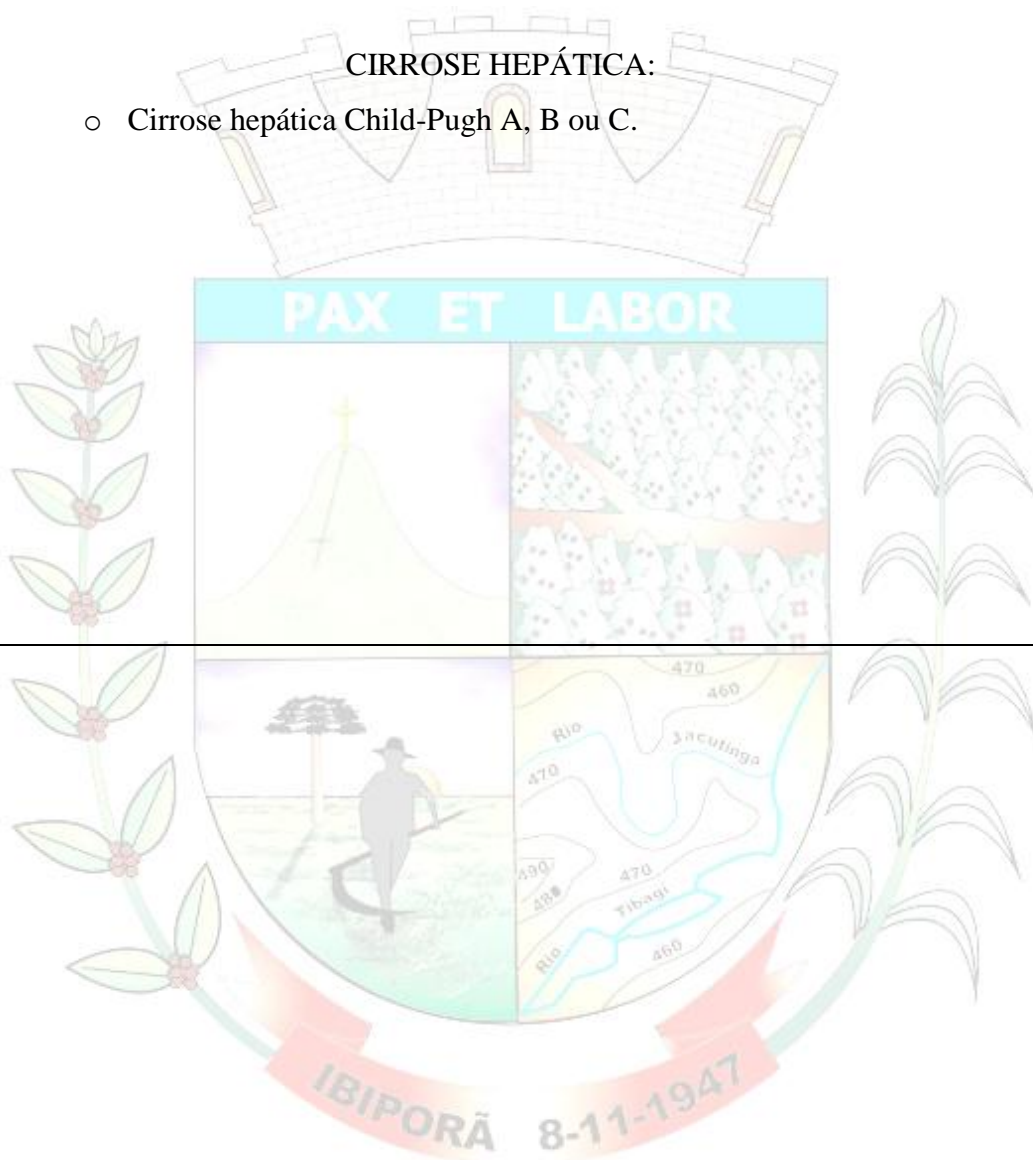 CIRROSE HEPÁTICA:
o Cirrose hepática Child-Pugh A, B ou C.
PAX ET LABOR
470
460
Rio Jacutinga
470
490
480
470
Rio Tibagi
460
IBIPORÃ 8-11-1947